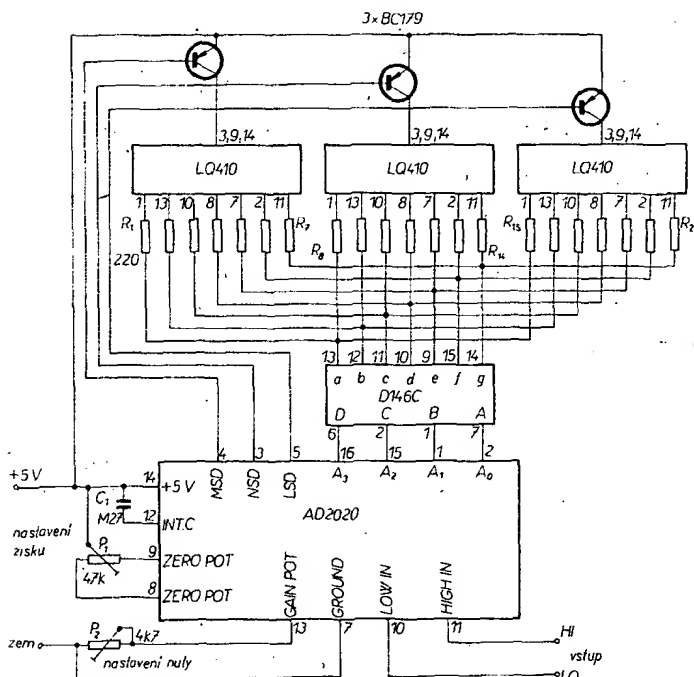 3×BC179
3,9,14
3,9,14
3,9,14
LQ410
LQ410
LQ410
1 13 10 8 7 2 11
1 13 10 8 7 2 11
1 13 10 8 7 2 11
R1
R7
R8
R14
R15
R2
220
13 12 11 10 9 15 14
a b c d e f g
D146C
D C B A
6 2 1 7
4 3 5 16 15 1 2
MSD NSD LSD A3 A2 A1 A0
+5V
14
+5V
AD2020
C1
M27
12
INT.C
nastavení
zisku
P1
9
ZERO POT
47k
8
ZERO POT
GAIN POT
GROUND
LOW IN
HIGH IN
13 7 10 11
P2
4k7
zem
nastavení nuly
HI
vstup
LO